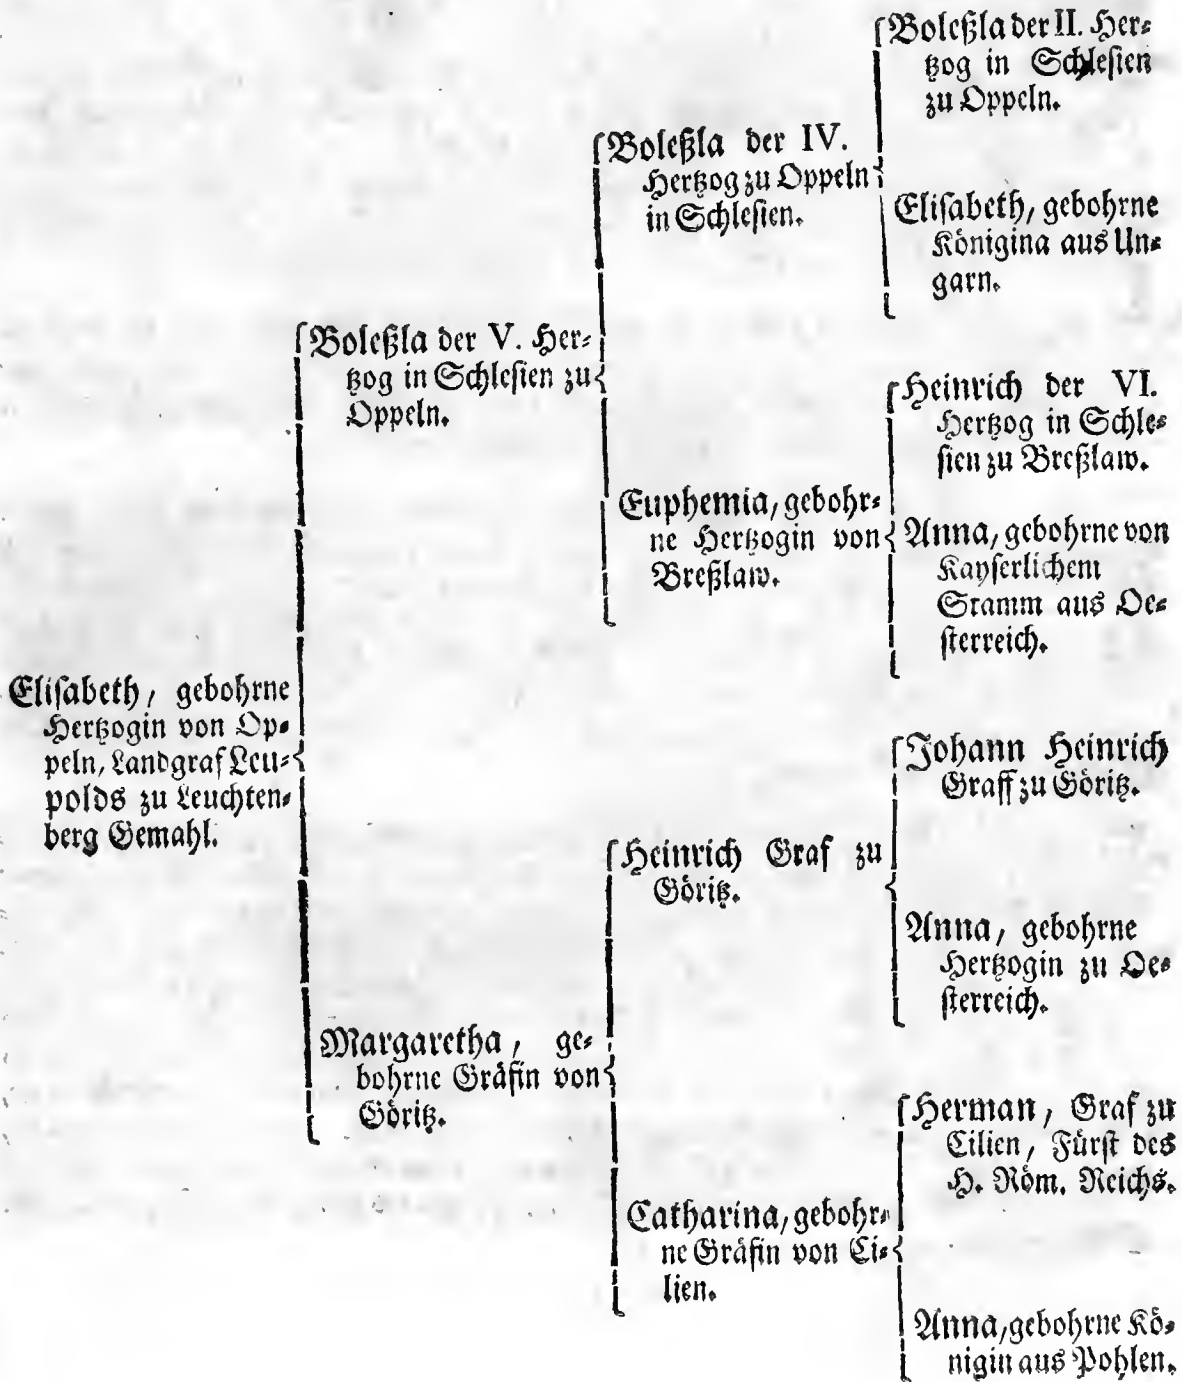 Boleßla der II. Her-
tzog in Schlesien
zu Oppeln.
Boleßla der IV.
Hertzog zu Oppeln
in Schlesien.
Elisabeth, gebohrne
Königina aus Un-
garn.
Boleßla der V. Her-
tzog in Schlesien zu
Oppeln.
Heinrich der VI.
Hertzog in Schle-
sien zu Breßlaw.
Euphemia, gebohr-
ne Hertzogin von
Breßlaw.
Anna, gebohrne von
Kayserlichem
Stamm aus Oe-
sterreich.
Elisabeth, gebohrne
Hertzogin von Op-
peln, Landgraf Leu-
polds zu Leuchten-
berg Gemahl.
Johann Heinrich
Graff zu Göritz.
Heinrich Graf zu
Göritz.
Anna, gebohrne
Hertzogin zu Oe-
sterreich.
Margaretha, ge-
bohrne Gräfin von
Göritz.
Herman, Graf zu
Cilien, Fürst des
H. Röm. Reichs.
Catharina, gebohr-
ne Gräfin von Ci-
lien.
Anna, gebohrne Kö-
nigin aus Pohlen.